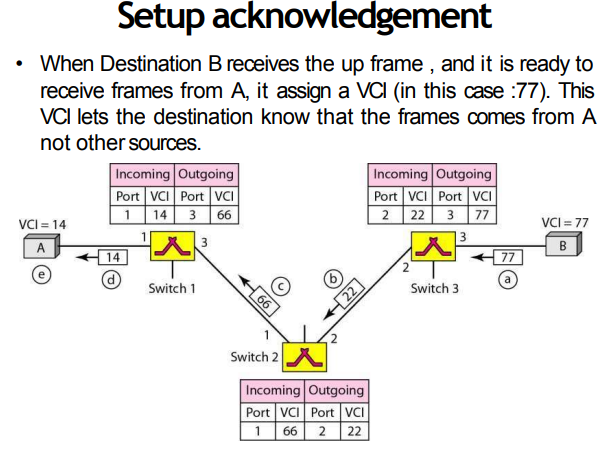 Setup acknowledgement
• When Destination B receives the up frame , and it is ready to
receive frames from A, it assign a VCI (in this case :77). This
VCI lets the destination know that the frames comes from A
not other sources.
Incoming Outgoing
Port VCI Port VCI
1 14 3 66
Incoming Outgoing
Port VCI Port VCI
2 22 3 77
VCI = 14
VCI = 77
A
1
3
3
B
14
77
e
d
Switch 1
66
c
b
22
2
Switch 3
a
1
2
Switch 2
Incoming Outgoing
Port VCI Port VCI
1 66 2 22